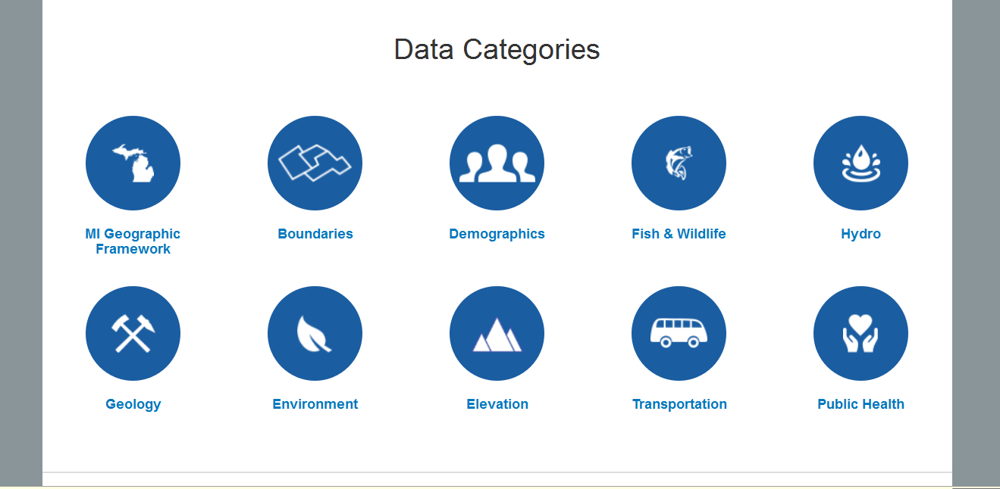 Data Categories
MI Geographic
Framework
Boundaries
Demographics
Fish & Wildlife
Hydro
Geology
Environment
Elevation
Transportation
Public Health